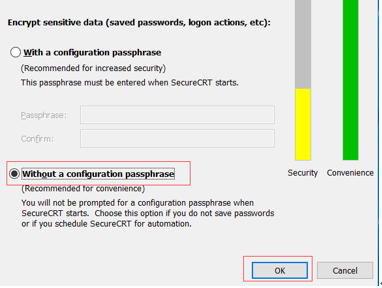 Encrypt sensitive data (saved passwords, logon actions, etc):
With a configuration passphrase
(Recommended for increased security)
This passphrase must be entered when SecureCRT starts.
Passphrase:
Confirm:
Without a configuration passphrase
(Recommended for convenience)
You will not be prompted for a configuration passphrase when
SecureCRT starts. Choose this option if you do not save passwords
or if you schedule SecureCRT for automation.
Security Convenience
OK Cancel